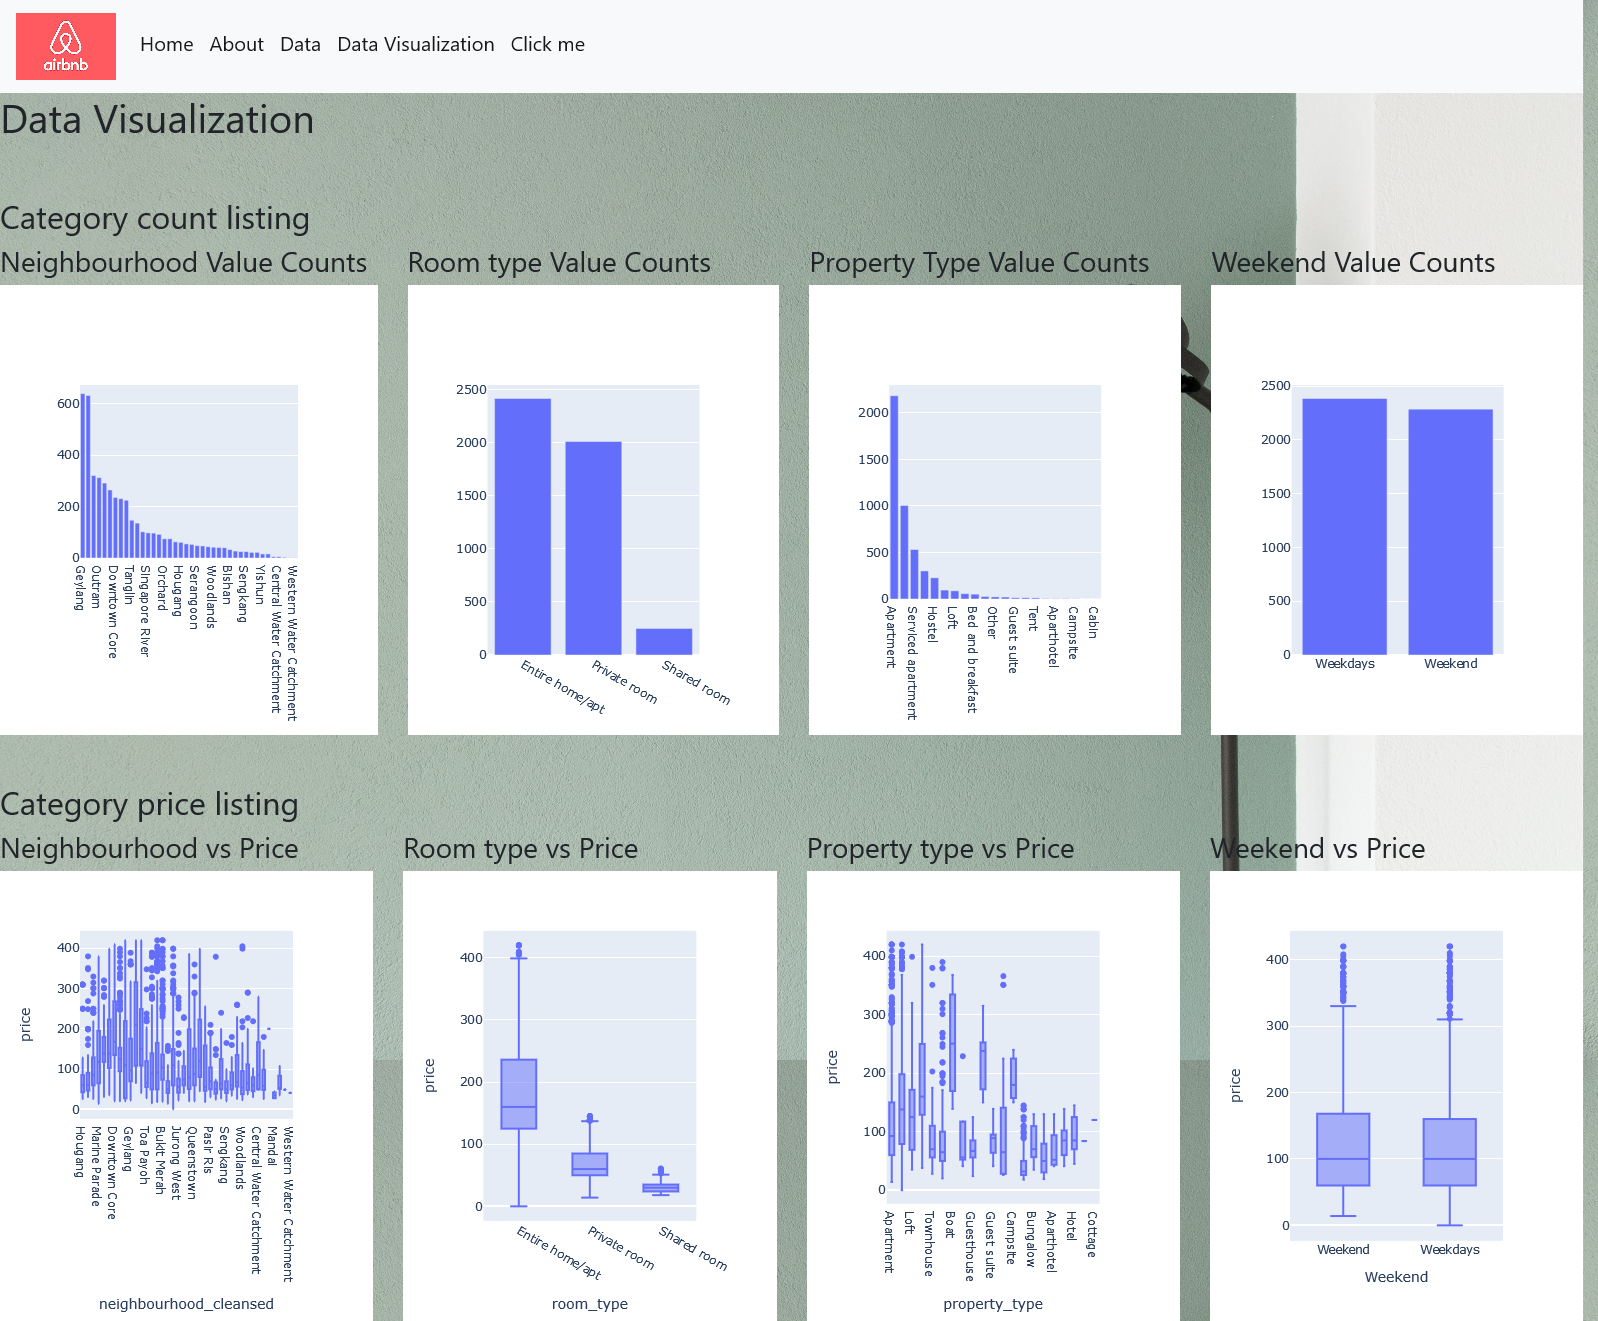 airbnb
Home About Data Data Visualization Click me
Data Visualization
Category count listing
Neighbourhood Value Counts
600
400
200
0
Geylang
Outram
Downtown Core
Tanglin
Singapore River
Orchard
Hougang
Serangoon
Woodlands
Bishan
Sengkang
Yishun
Central Water Catchment
Western Water Catchment
Room type Value Counts
2500
2000
1500
1000
500
0
Entire home/apt
Private room
Shared room
Property Type Value Counts
2000
1500
1000
500
0
Apartment
Serviced apartment
Hostel
Loft
Bed and breakfast
Other
Guest suite
Tent
Aparthotel
Campsite
Cabin
Weekend Value Counts
2500
2000
1500
1000
500
0
Weekdays
Weekend
Category price listing
Neighbourhood vs Price
400
300
200
100
0
price
Hougang
Marine Parade
Downtown Core
Geylang
Toa Payoh
Bukit Merah
Jurong West
Queenstown
Pasir Ris
Sengkang
Woodlands
Central Water Catchment
Mandai
Western Water Catchment
neighbourhood_cleansed
Room type vs Price
400
300
200
100
0
price
Entire home/apt
Private room
Shared room
room_type
Property type vs Price
400
300
200
100
0
price
Apartment
Loft
Townhouse
Boat
Guesthouse
Guest suite
Campsite
Bungalow
Aparthotel
Hotel
Cottage
property_type
Weekend vs Price
400
300
200
100
0
price
Weekend
Weekdays
Weekend